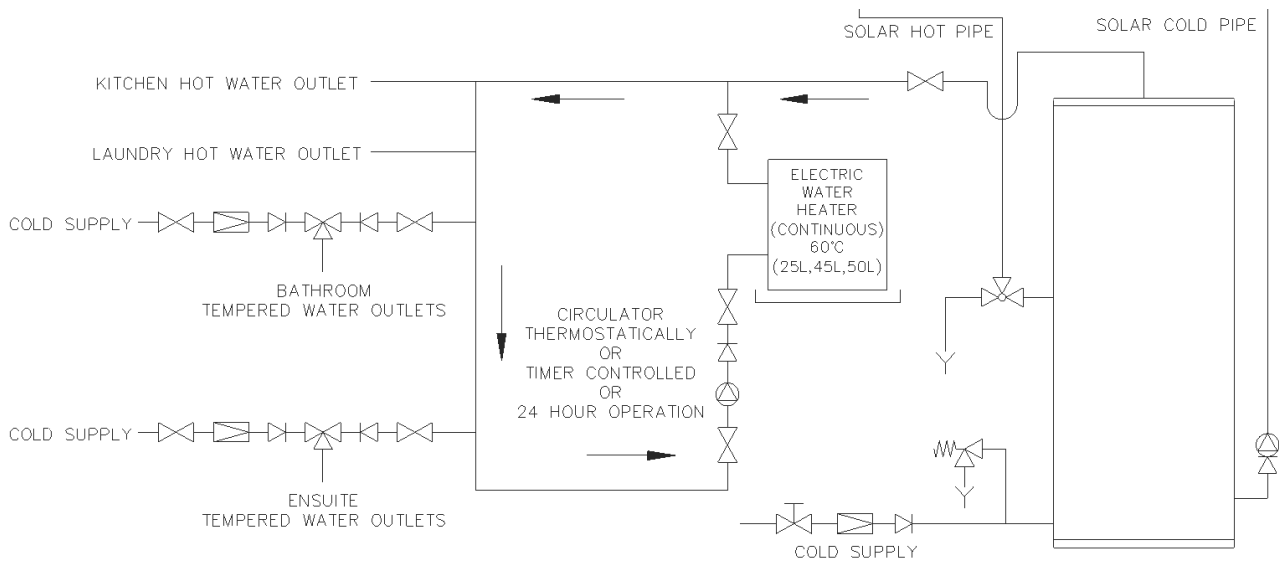 SOLAR HOT PIPE
SOLAR COLD PIPE
KITCHEN HOT WATER OUTLET
LAUNDRY HOT WATER OUTLET
ELECTRIC
WATER
HEATER
(CONTINUOUS)
60°C
(25L,45L,50L)
COLD SUPPLY
BATHROOM
TEMPERED WATER OUTLETS
CIRCULATOR
THERMOSTATICALLY
OR
TIMER CONTROLLED
OR
24 HOUR OPERATION
COLD SUPPLY
ENSUITE
TEMPERED WATER OUTLETS
COLD SUPPLY